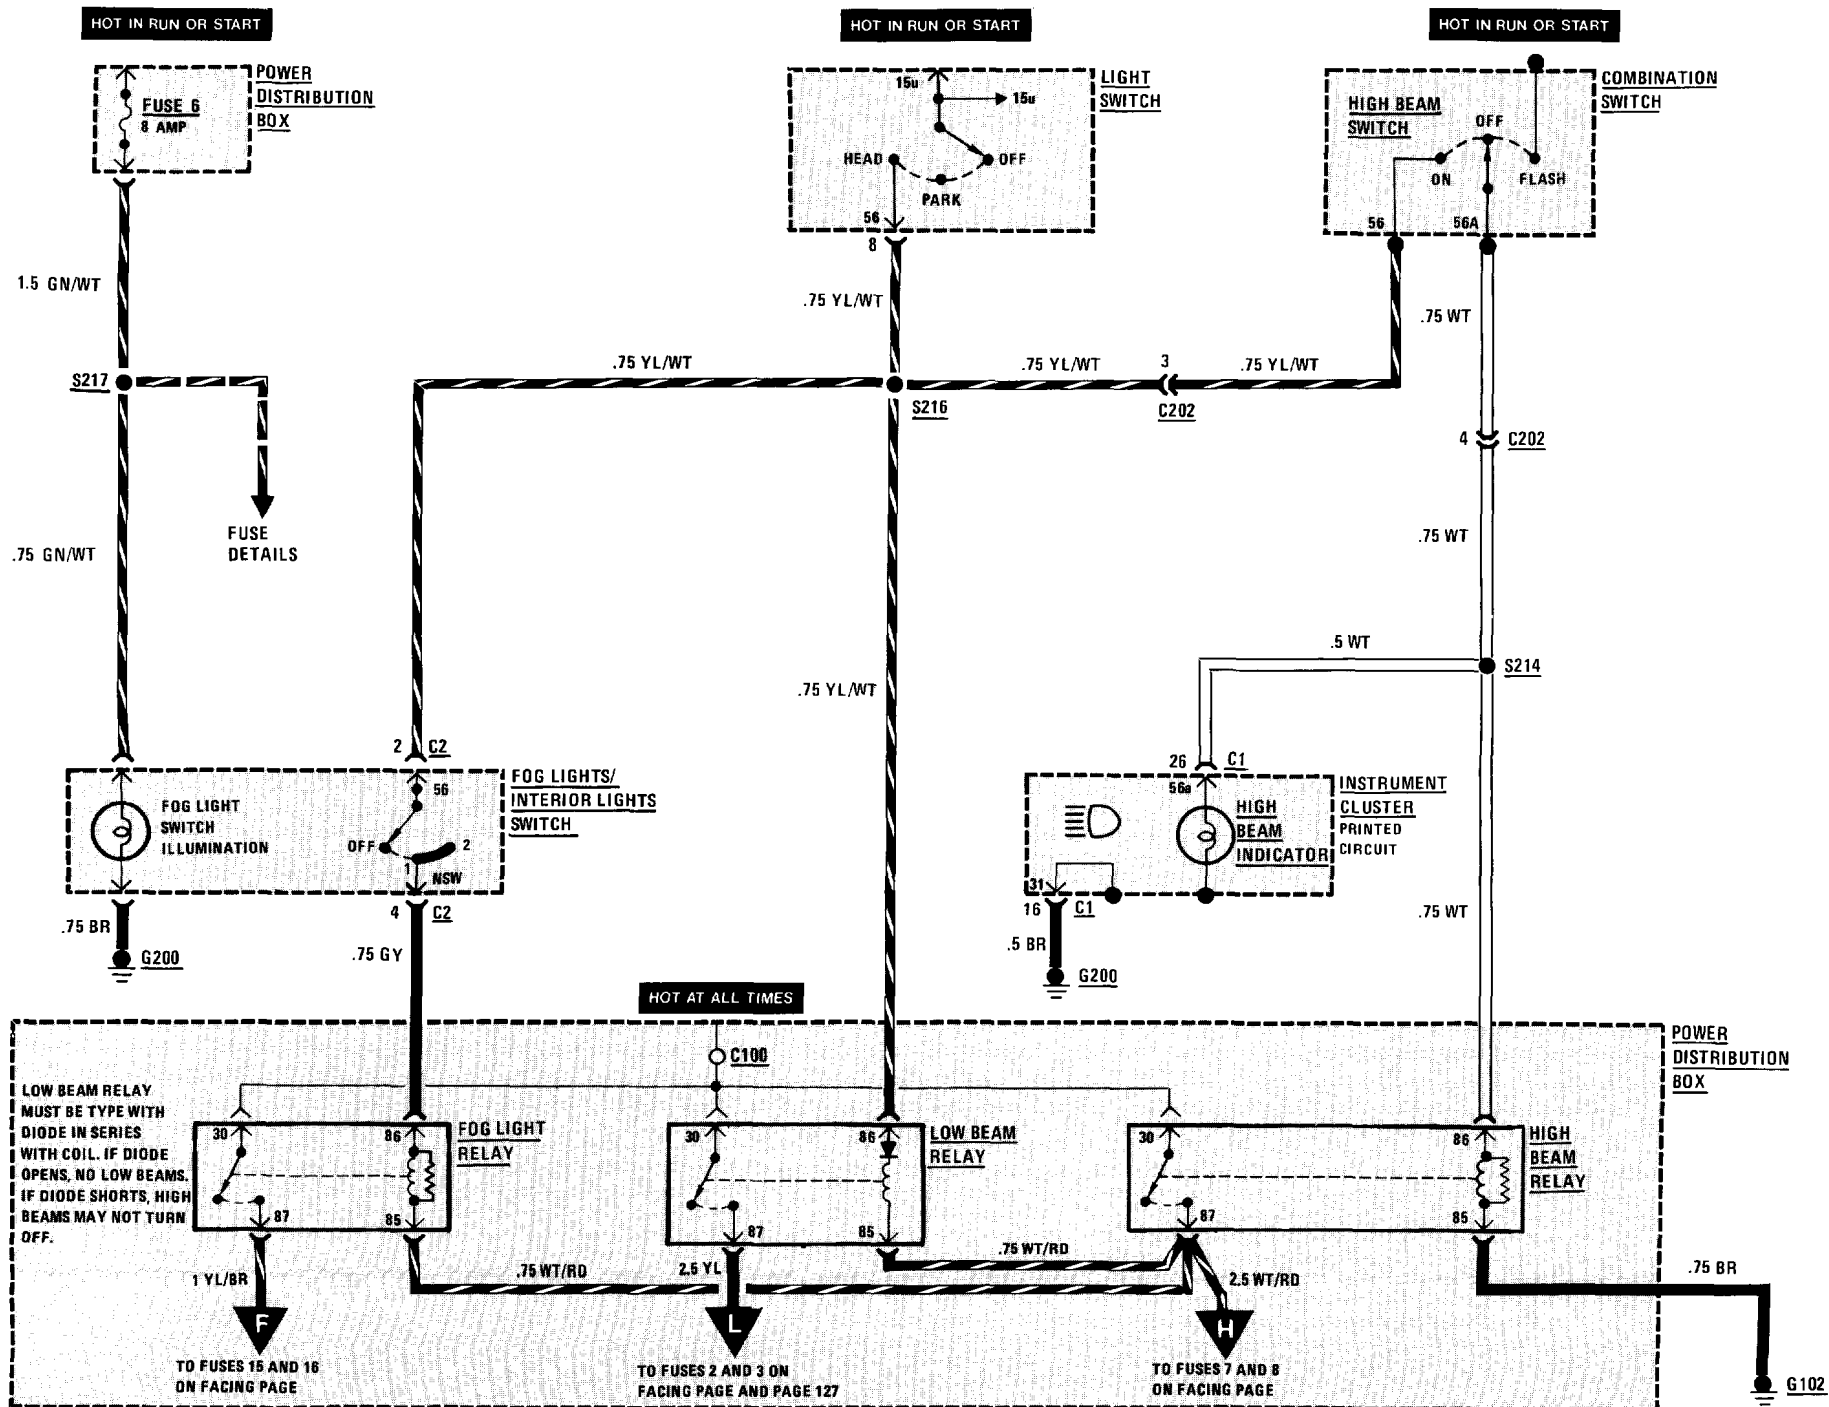 HOT IN RUN OR START
HOT IN RUN OR START
HOT IN RUN OR START
POWER
DISTRIBUTION
BOX
FUSE 6
8 AMP
15u
15u
LIGHT
SWITCH
HEAD
OFF
PARK
56
8
COMBINATION
SWITCH
HIGH BEAM
SWITCH
OFF
ON
FLASH
56
56A
1.5 GN/WT
.75 YL/WT
.75 WT
S217
.75 YL/WT
.75 YL/WT
3
.75 YL/WT
S216
C202
4
C202
FUSE
DETAILS
.75 GN/WT
.75 WT
.5 WT
S214
.75 YL/WT
2
C2
26
C1
FOG LIGHTS/
INTERIOR LIGHTS
SWITCH
56
FOG LIGHT
SWITCH
ILLUMINATION
OFF
1
2
NSW
INSTRUMENT
CLUSTER
PRINTED
CIRCUIT
56a
HIGH
BEAM
INDICATOR
31
16
C1
.75 BR
G200
4
C2
.75 GY
.75 WT
.5 BR
G200
HOT AT ALL TIMES
C100
POWER
DISTRIBUTION
BOX
LOW BEAM RELAY
MUST BE TYPE WITH
DIODE IN SERIES
WITH COIL. IF DIODE
OPENS, NO LOW BEAMS.
IF DIODE SHORTS, HIGH
BEAMS MAY NOT TURN
OFF.
30
86
FOG LIGHT
RELAY
87
85
30
86
LOW BEAM
RELAY
87
85
30
86
HIGH
BEAM
RELAY
87
85
1 YL/BR
.75 WT/RD
2.5 YL
.75 WT/RD
2.5 WT/RD
.75 BR
F
L
H
TO FUSES 15 AND 16
ON FACING PAGE
TO FUSES 2 AND 3 ON
FACING PAGE AND PAGE 127
TO FUSES 7 AND 8
ON FACING PAGE
G102